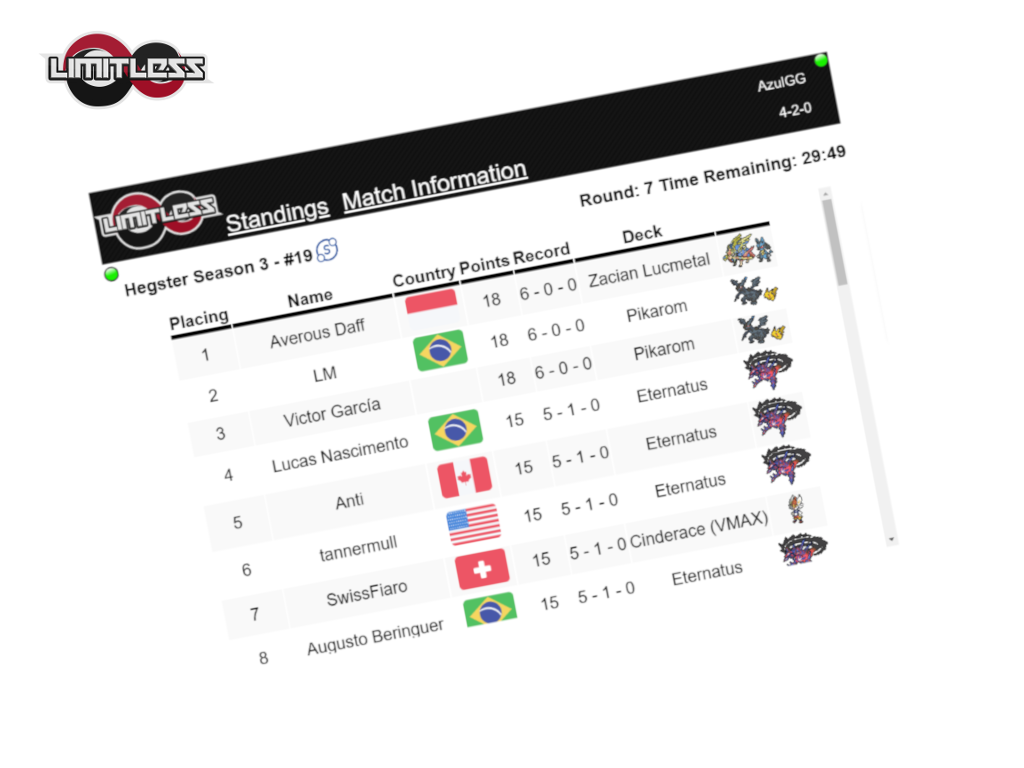 LIMITLESS
AzulGG
4-2-0
LIMITLESS Standings Match Information
Round: 7 Time Remaining: 29:49
Hegster Season 3 - #19
Placing Name Country Points Record Deck
1 Averous Daff 18 6 - 0 - 0 Zacian Lucmetal
2 LM 18 6 - 0 - 0 Pikarom
3 Victor García 18 6 - 0 - 0 Pikarom
4 Lucas Nascimento 15 5 - 1 - 0 Eternatus
5 Anti 15 5 - 1 - 0 Eternatus
6 tannermull 15 5 - 1 - 0 Eternatus
7 SwissFiaro 15 5 - 1 - 0 Cinderace (VMAX)
8 Augusto Beringuer 15 5 - 1 - 0 Eternatus